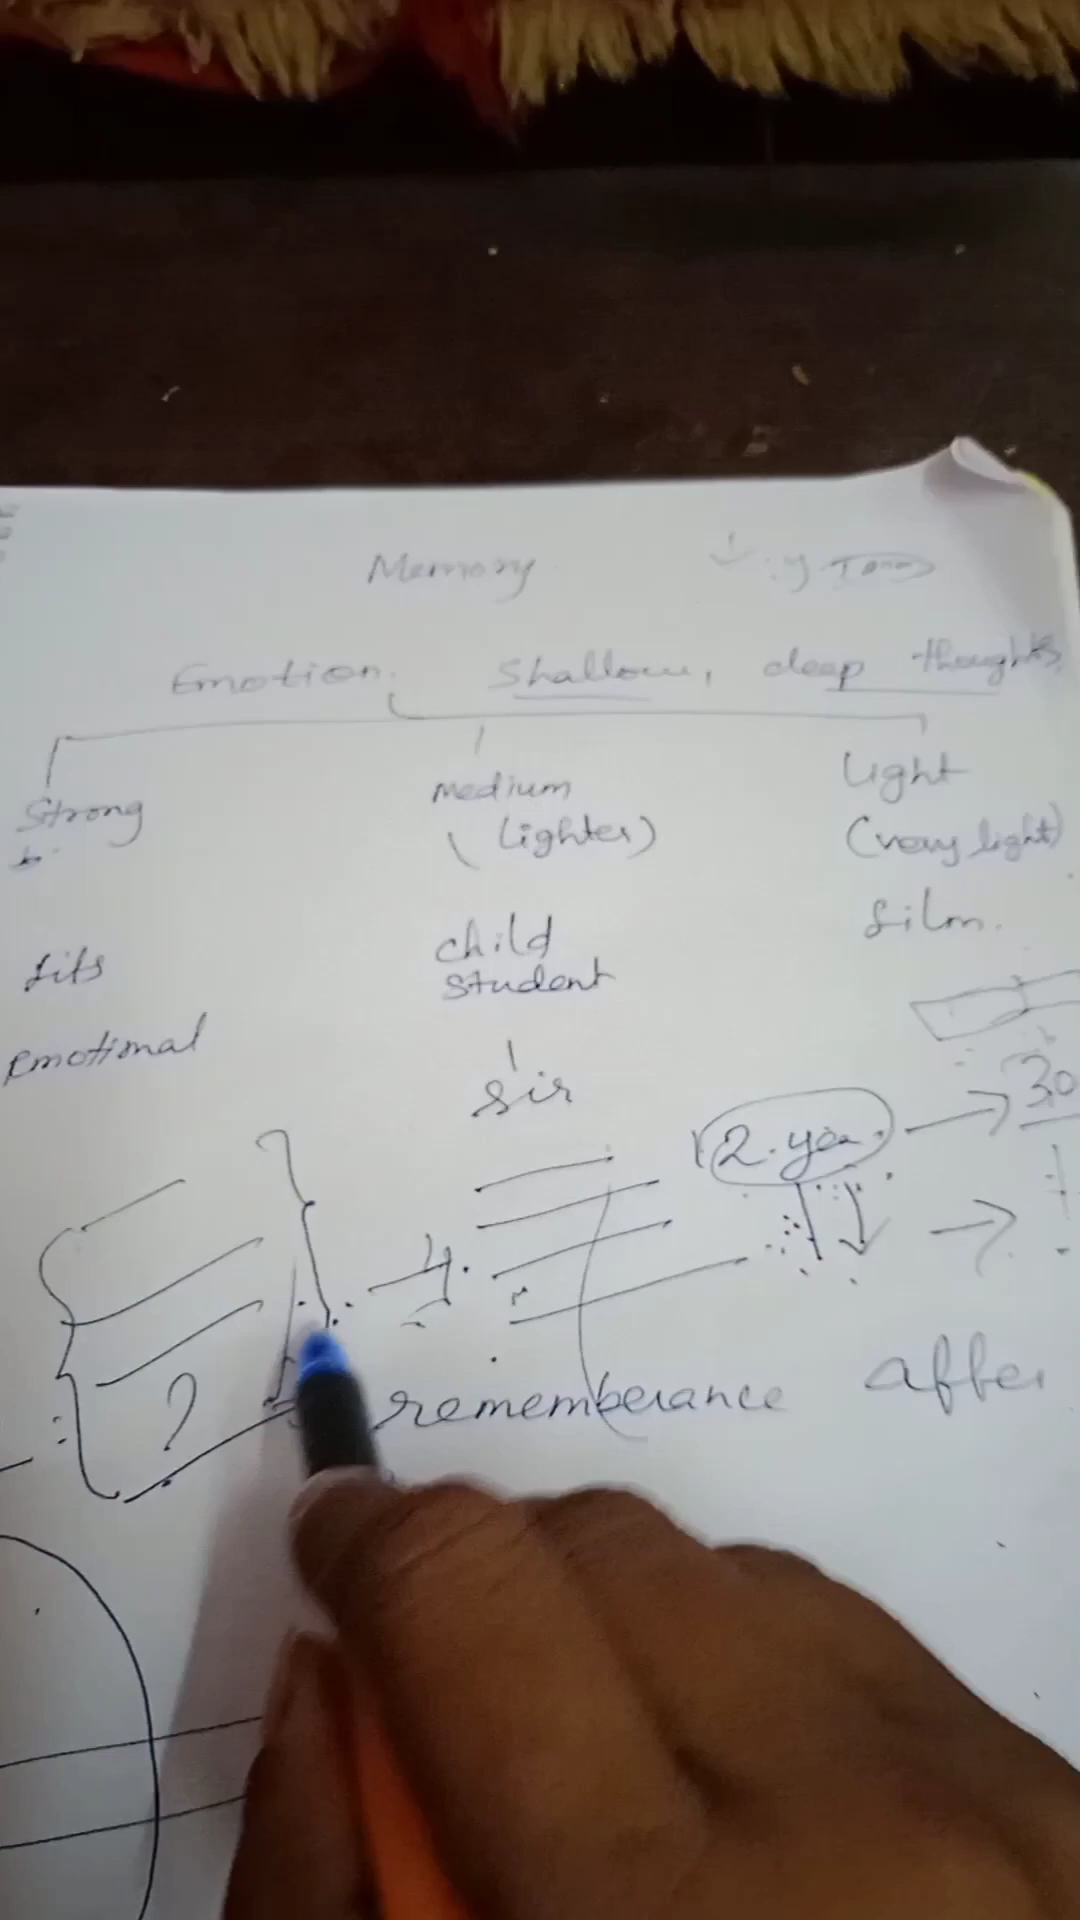 Memory
Emotion. Shallow, deep thoughts
Strong
Medium
(Lighter)
Light
(very light)
film.
fits
child
student
Emotional
sir
2. yea.
30
4.
?
rememberance after